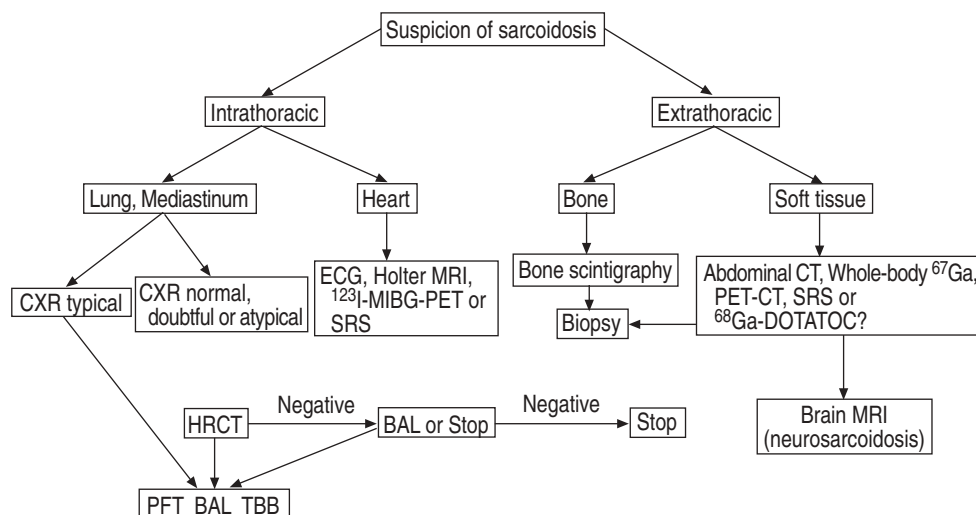 Suspicion of sarcoidosis
Intrathoracic
Extrathoracic
Lung, Mediastinum
Heart
Bone
Soft tissue
CXR typical
CXR normal,
doubtful or atypical
ECG, Holter MRI,
¹²³I-MIBG-PET or
SRS
Bone scintigraphy
Biopsy
Abdominal CT, Whole-body ⁶⁷Ga,
PET-CT, SRS or
⁶⁸Ga-DOTATOC?
HRCT
Negative
BAL or Stop
Negative
Stop
Brain MRI
(neurosarcoidosis)
PFT BAL TBB